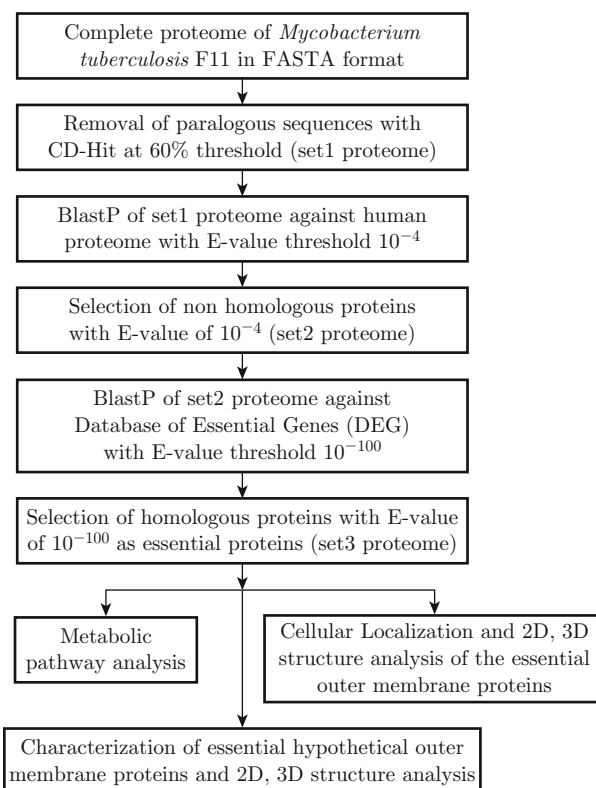 Complete proteome of Mycobacterium
tuberculosis F11 in FASTA format
Removal of paralogous sequences with
CD-Hit at 60% threshold (set1 proteome)
BlastP of set1 proteome against human
proteome with E-value threshold 10⁻⁴
Selection of non homologous proteins
with E-value of 10⁻⁴ (set2 proteome)
BlastP of set2 proteome against
Database of Essential Genes (DEG)
with E-value threshold 10⁻¹⁰⁰
Selection of homologous proteins with E-value
of 10⁻¹⁰⁰ as essential proteins (set3 proteome)
Metabolic
pathway analysis
Cellular Localization and 2D, 3D
structure analysis of the essential
outer membrane proteins
Characterization of essential hypothetical outer
membrane proteins and 2D, 3D structure analysis